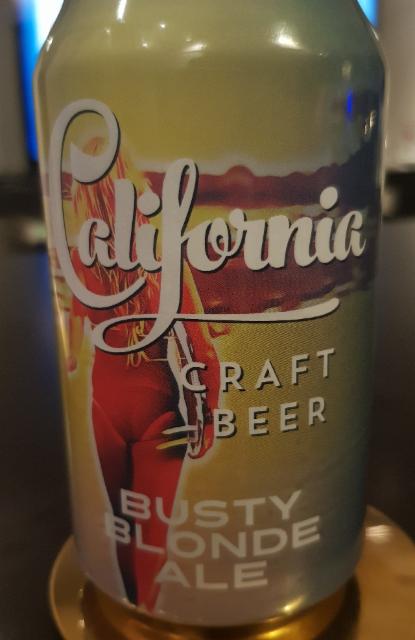 California
CRAFT
BEER
BUSTY
BLONDE
ALE